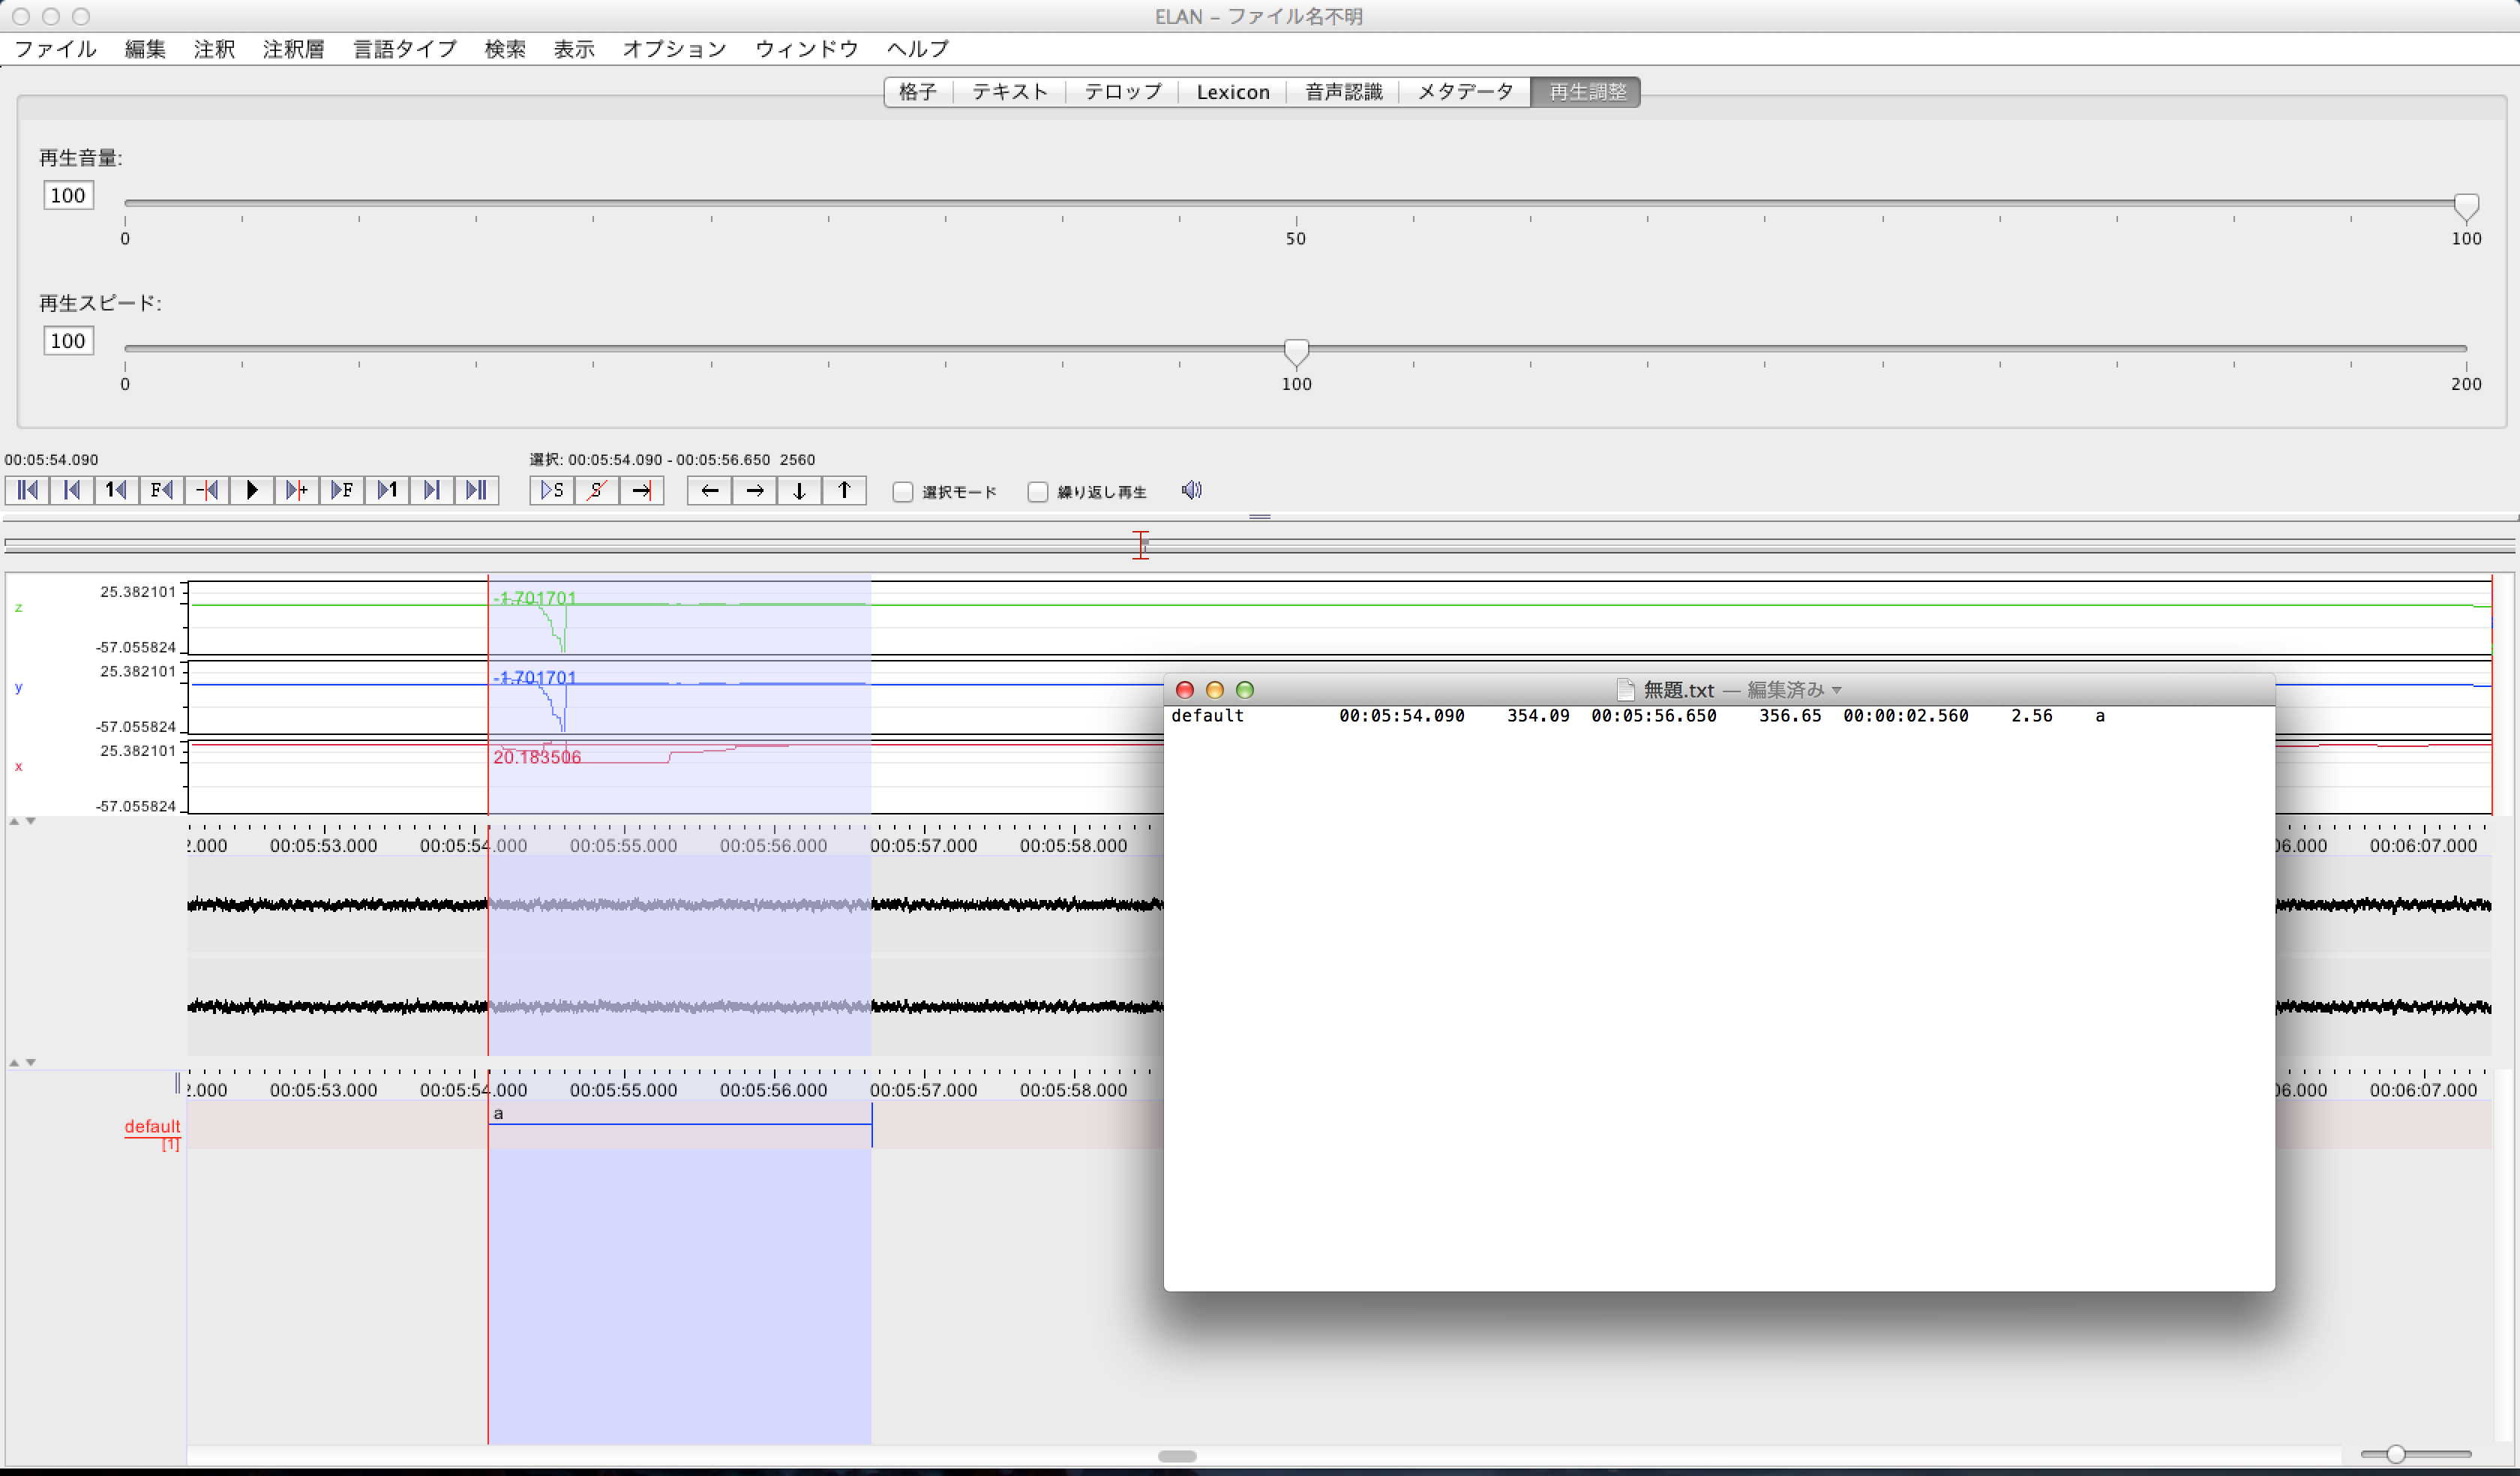 ELAN – ファイル名不明
ファイル 編集 注釈 注釈層 言語タイプ 検索 表示 オプション ウィンドウ ヘルプ
格子 テキスト テロップ Lexicon 音声認識 メタデータ 再生調整
再生音量:
100
0 50 100
再生スピード:
100
0 100 200
00:05:54.090 選択: 00:05:54.090 - 00:05:56.650 2560
1 F + F 1 S S 選択モード 繰り返し再生
z 25.382101 -1.701701
-57.055824
y 25.382101 -1.701701
-57.055824
x 25.382101 20.183506
-57.055824
無題.txt — 編集済み
default 00:05:54.090 354.09 00:05:56.650 356.65 00:00:02.560 2.56 a
2.000 00:05:53.000 00:05:54.000 00:05:55.000 00:05:56.000 00:05:57.000 00:05:58.000 06.000 00:06:07.000
2.000 00:05:53.000 00:05:54.000 00:05:55.000 00:05:56.000 00:05:57.000 00:05:58.000 06.000 00:06:07.000
a
default
[1]